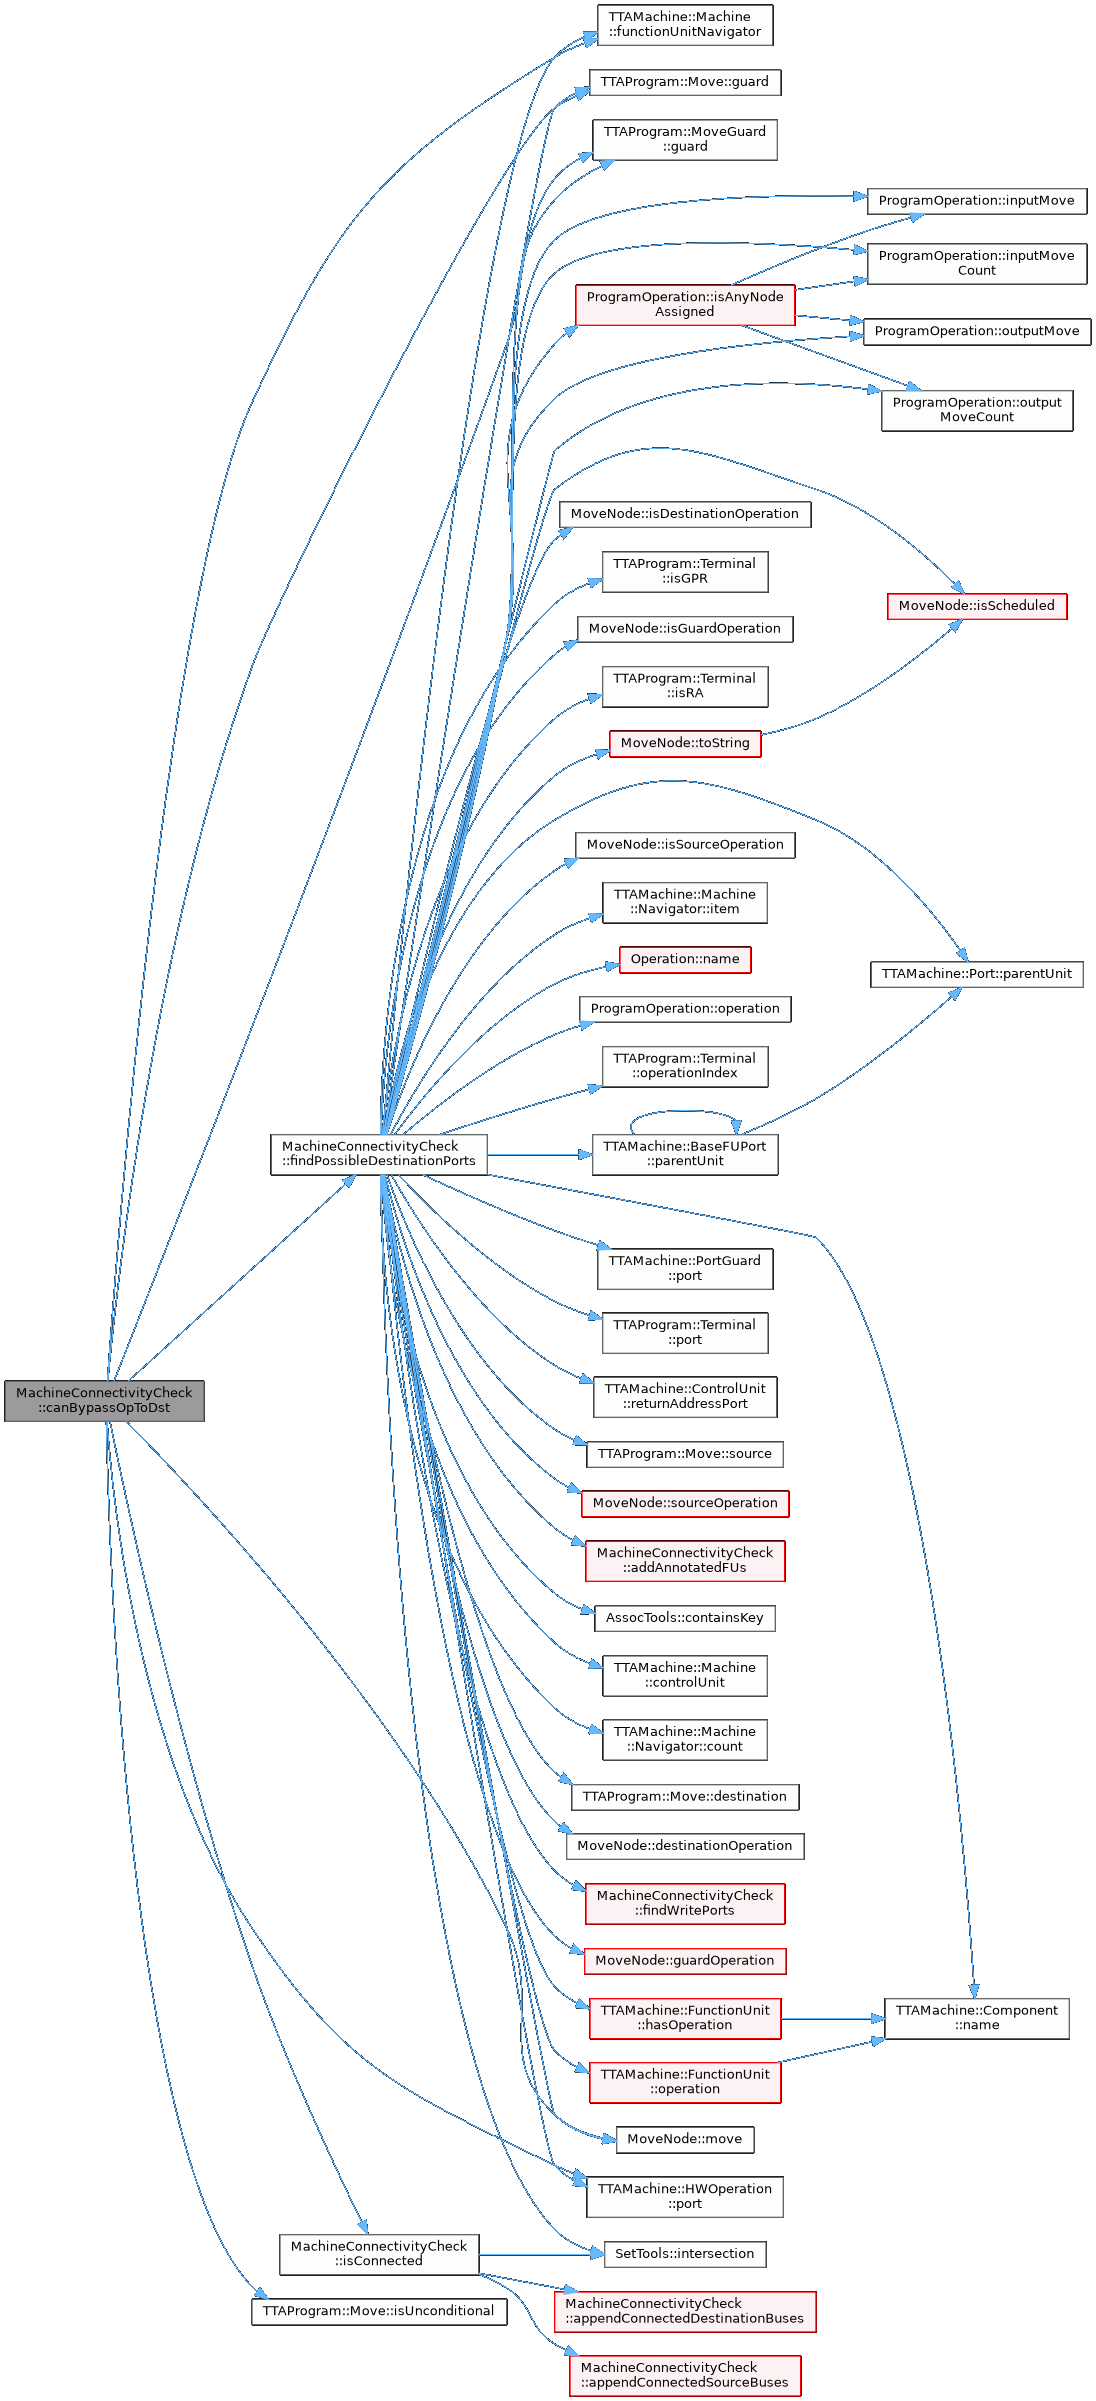 TTAMachine::Machine
::functionUnitNavigator
TTAProgram::Move::guard
TTAProgram::MoveGuard
::guard
ProgramOperation::inputMove
ProgramOperation::inputMove
Count
ProgramOperation::isAnyNode
Assigned
ProgramOperation::outputMove
ProgramOperation::output
MoveCount
MoveNode::isDestinationOperation
TTAProgram::Terminal
::isGPR
MoveNode::isScheduled
MoveNode::isGuardOperation
TTAProgram::Terminal
::isRA
MoveNode::toString
MoveNode::isSourceOperation
TTAMachine::Machine
::Navigator::item
Operation::name
TTAMachine::Port::parentUnit
ProgramOperation::operation
TTAProgram::Terminal
::operationIndex
MachineConnectivityCheck
::findPossibleDestinationPorts
TTAMachine::BaseFUPort
::parentUnit
TTAMachine::PortGuard
::port
TTAProgram::Terminal
::port
MachineConnectivityCheck
::canBypassOpToDst
TTAMachine::ControlUnit
::returnAddressPort
TTAProgram::Move::source
MoveNode::sourceOperation
MachineConnectivityCheck
::addAnnotatedFUs
AssocTools::containsKey
TTAMachine::Machine
::controlUnit
TTAMachine::Machine
::Navigator::count
TTAProgram::Move::destination
MoveNode::destinationOperation
MachineConnectivityCheck
::findWritePorts
MoveNode::guardOperation
TTAMachine::FunctionUnit
::hasOperation
TTAMachine::Component
::name
TTAMachine::FunctionUnit
::operation
MoveNode::move
TTAMachine::HWOperation
::port
MachineConnectivityCheck
::isConnected
SetTools::intersection
TTAProgram::Move::isUnconditional
MachineConnectivityCheck
::appendConnectedDestinationBuses
MachineConnectivityCheck
::appendConnectedSourceBuses